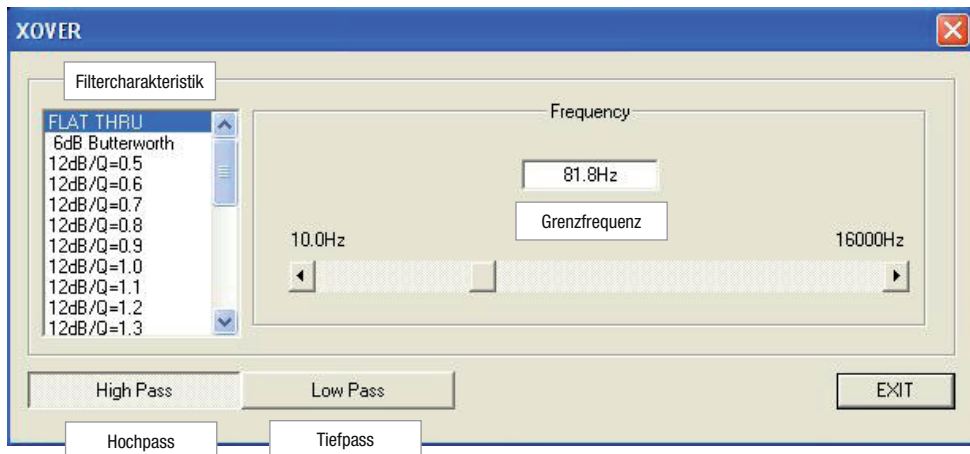 XOVER
Filtercharakteristik
FLAT THRU
6dB Butterworth
12dB/Q=0.5
12dB/Q=0.6
12dB/Q=0.7
12dB/Q=0.8
12dB/Q=0.9
12dB/Q=1.0
12dB/Q=1.1
12dB/Q=1.2
12dB/Q=1.3
Frequency
81.8Hz
Grenzfrequenz
10.0Hz
16000Hz
High Pass
Low Pass
EXIT
Hochpass
Tiefpass